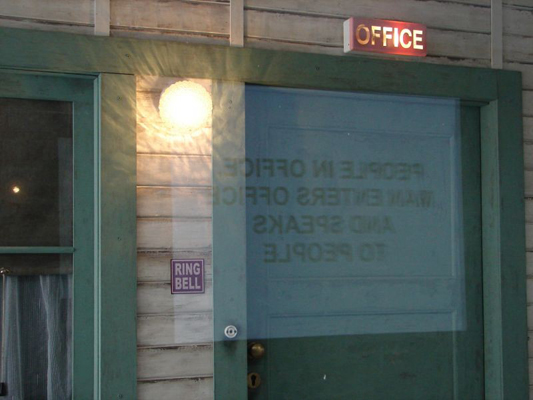 OFFICE
PEOPLE IN OFFICE
MAN ENTERS OFFICE
AND SPEAKS
TO PEOPLE
RING
BELL